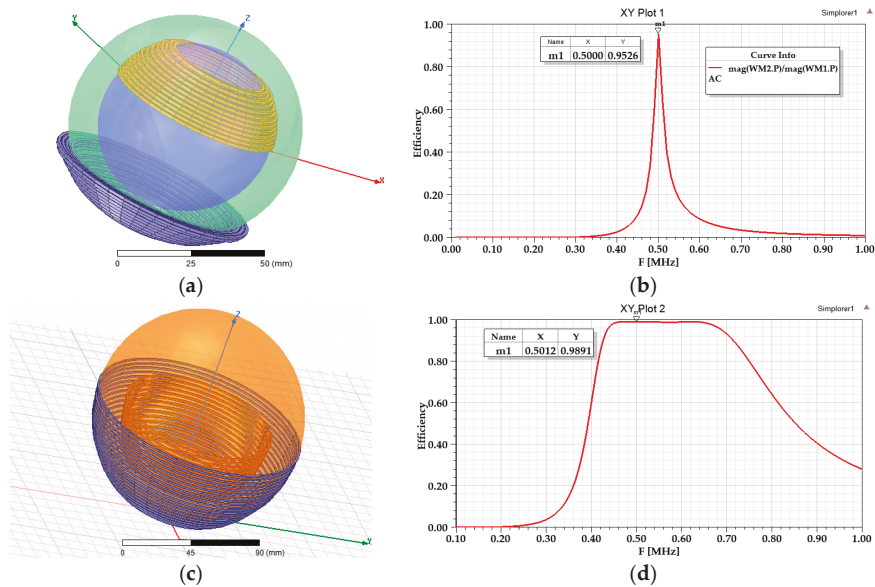 Y
Z
X
0 25 50 (mm)
(a)
XY Plot 1
Simplorer1
m1
Name X Y
m1 0.5000 0.9526
Curve Info
mag(WM2.P)/mag(WM1.P)
AC
Efficiency
1.00
0.80
0.60
0.40
0.20
0.00
0.00 0.10 0.20 0.30 0.40 0.50 0.60 0.70 0.80 0.90 1.00
F [MHz]
(b)
Z
Y
0 45 90 (mm)
(c)
XY Plot 2
Simplorer1
Name X Y
m1 0.5012 0.9891
Efficiency
1.00
0.80
0.60
0.40
0.20
0.00
0.10 0.20 0.30 0.40 0.50 0.60 0.70 0.80 0.90 1.00
F [MHz]
(d)